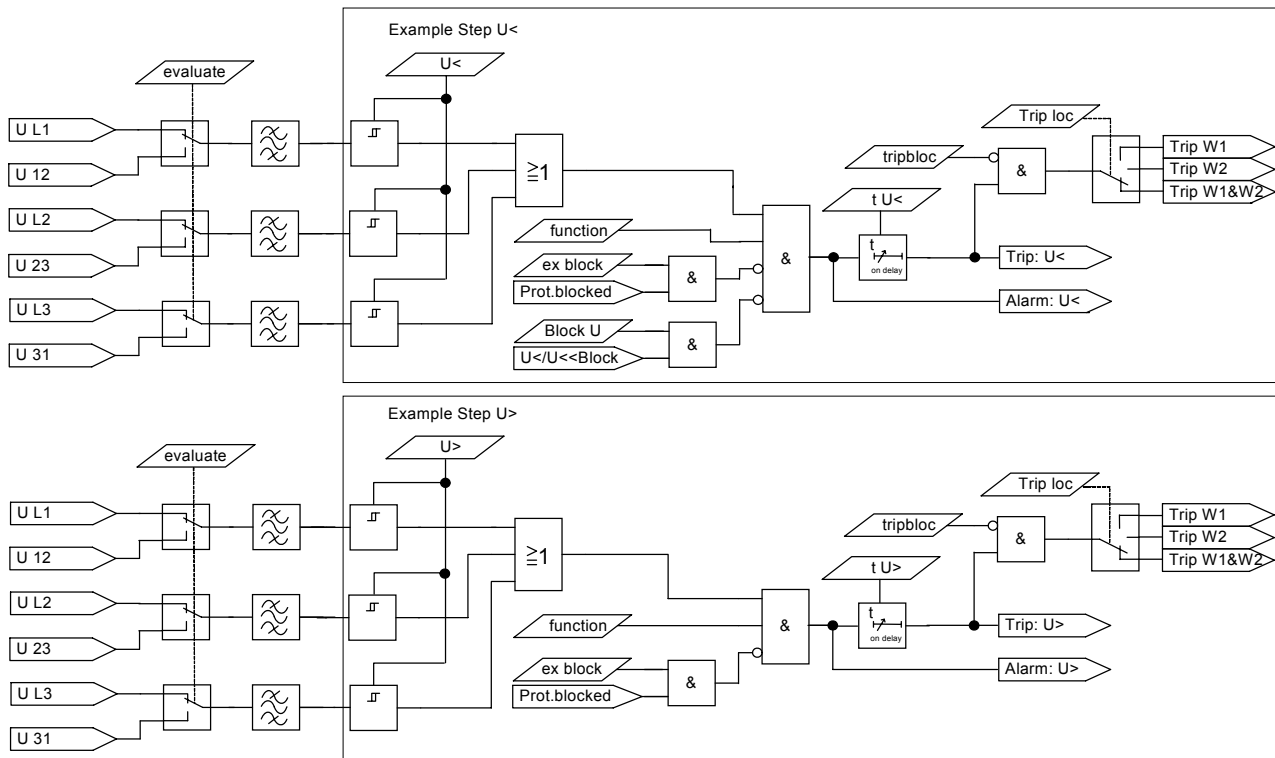 Example Step U<
U<
evaluate
U L1
Trip loc
Trip W1
tripbloc
&
Trip W2
U 12
≧1
Trip W1&W2
t U<
U L2
function
&
t
on delay
U 23
ex block
&
Trip: U<
Prot.blocked
Alarm: U<
U L3
Block U
&
U 31
U</U<<Block
Example Step U>
U>
evaluate
Trip loc
U L1
Trip W1
tripbloc
&
Trip W2
U 12
≧1
Trip W1&W2
t U>
U L2
function
&
t
on delay
U 23
Trip: U>
ex block
&
Alarm: U>
U L3
Prot.blocked
U 31